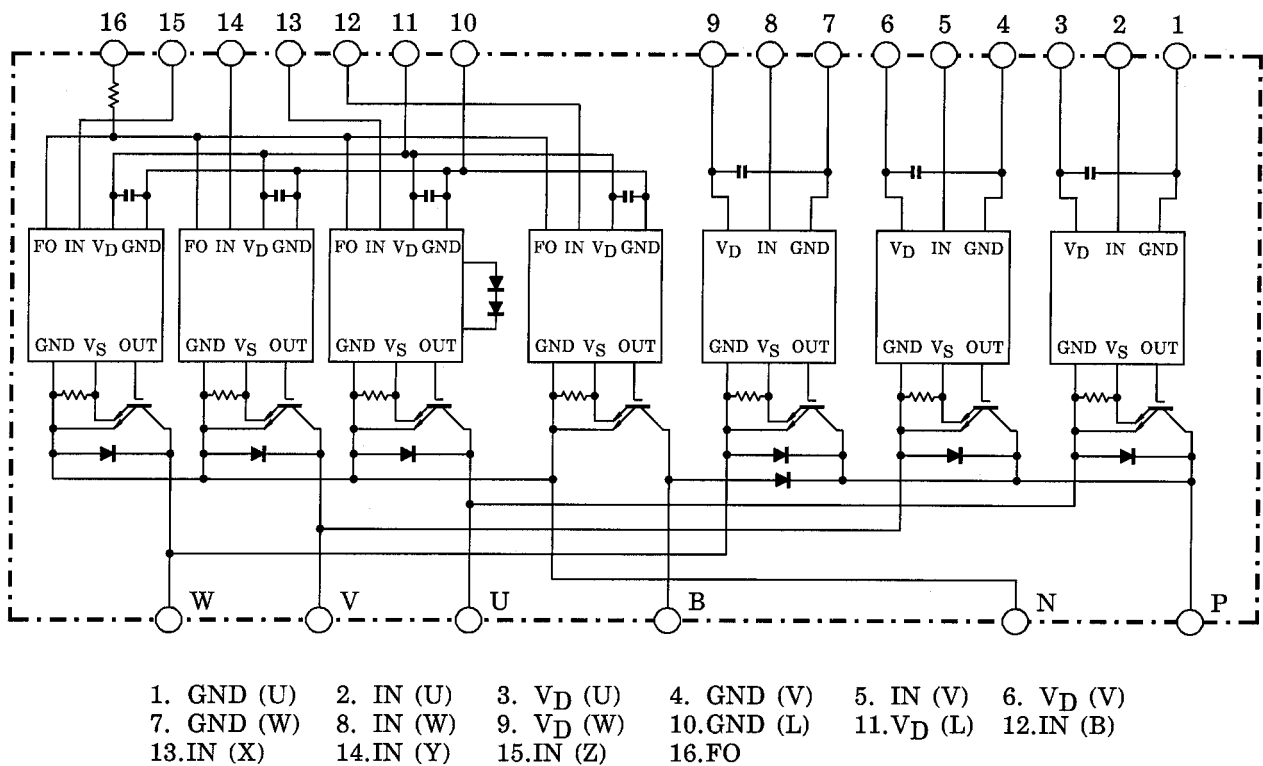 16 15 14 13 12 11 10 9 8 7 6 5 4 3 2 1
FO IN VD GND FO IN VD GND FO IN VD GND FO IN VD GND VD IN GND VD IN GND VD IN GND
GND VS OUT GND VS OUT GND VS OUT GND VS OUT GND VS OUT GND VS OUT GND VS OUT
W V U B N P
1. GND (U) 2. IN (U) 3. VD (U) 4. GND (V) 5. IN (V) 6. VD (V)
7. GND (W) 8. IN (W) 9. VD (W) 10.GND (L) 11.VD (L) 12.IN (B)
13.IN (X) 14.IN (Y) 15.IN (Z) 16.FO